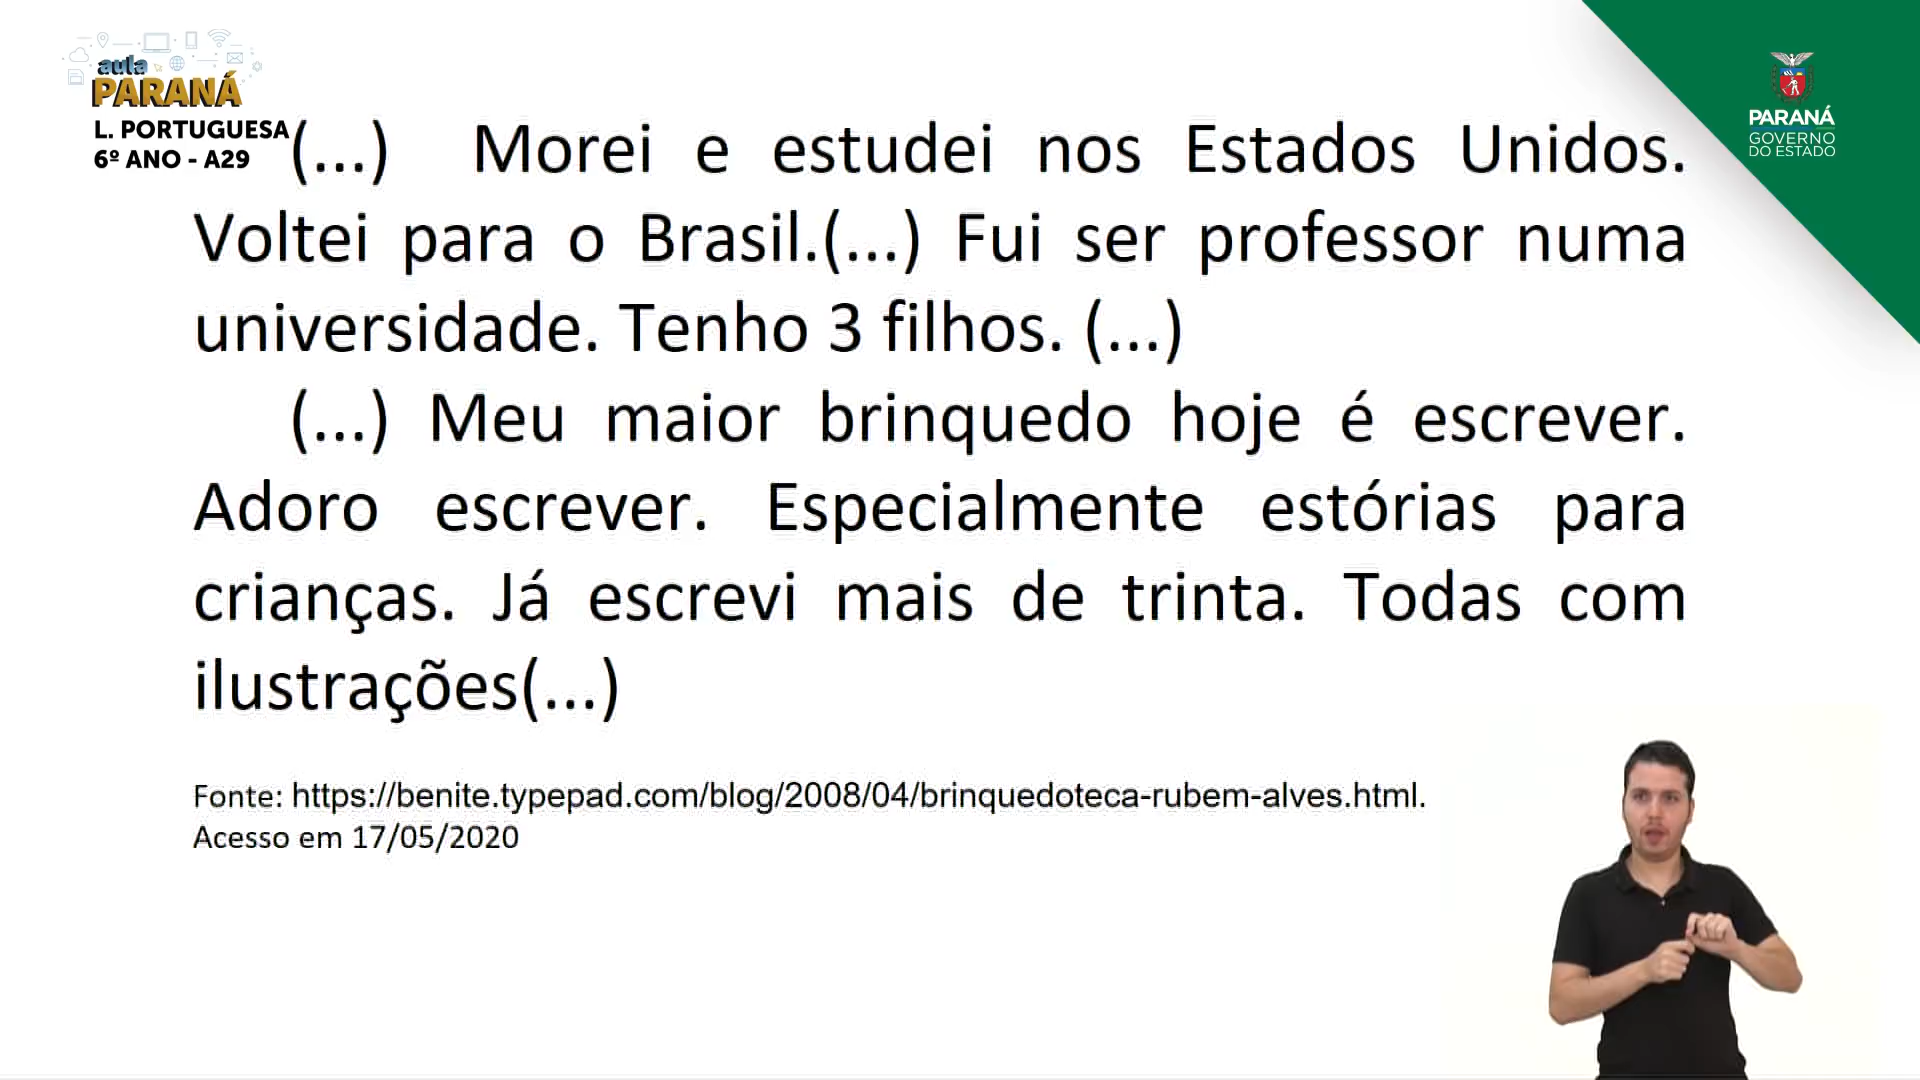 aula
PARANÁ
L. PORTUGUESA
6º ANO - A29
PARANÁ
GOVERNO
DO ESTADO
(...) Morei e estudei nos Estados Unidos.
Voltei para o Brasil.(...) Fui ser professor numa
universidade. Tenho 3 filhos. (...)
(...) Meu maior brinquedo hoje é escrever.
Adoro escrever. Especialmente estórias para
crianças. Já escrevi mais de trinta. Todas com
ilustrações(...)
Fonte: https://benite.typepad.com/blog/2008/04/brinquedoteca-rubem-alves.html.
Acesso em 17/05/2020